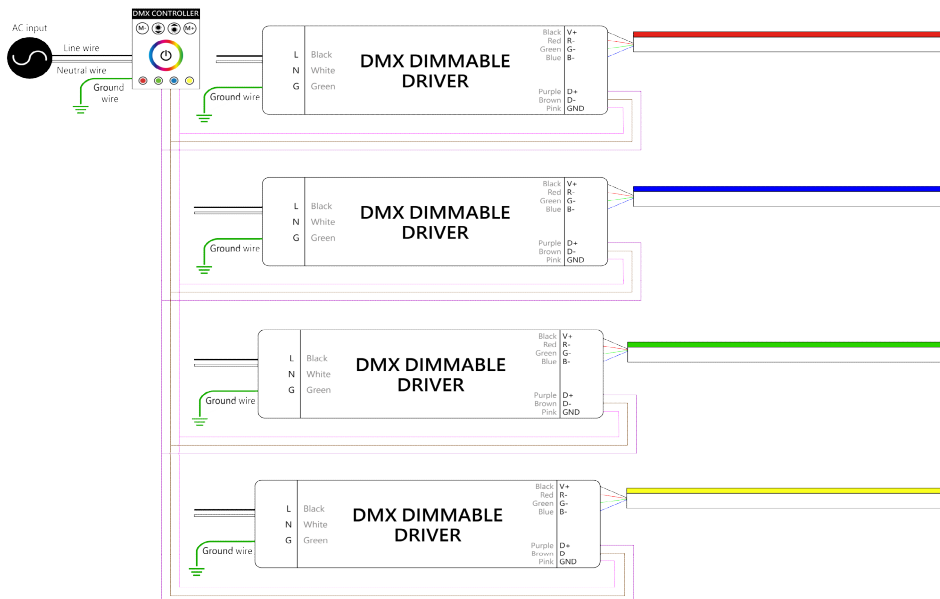 DMX CONTROLLER
M- M+
AC input
Line wire
Neutral wire
Ground
wire
L Black
N White
G Green
Ground wire
DMX DIMMABLE
DRIVER
Black V+
Red R-
Green G-
Blue B-
Purple D+
Brown D-
Pink GND
L Black
N White
G Green
Ground wire
DMX DIMMABLE
DRIVER
Black V+
Red R-
Green G-
Blue B-
Purple D+
Brown D-
Pink GND
L Black
N White
G Green
Ground wire
DMX DIMMABLE
DRIVER
Black V+
Red R-
Green G-
Blue B-
Purple D+
Brown D-
Pink GND
L Black
N White
G Green
Ground wire
DMX DIMMABLE
DRIVER
Black V+
Red R-
Green G-
Blue B-
Purple D+
Brown D
Pink GND